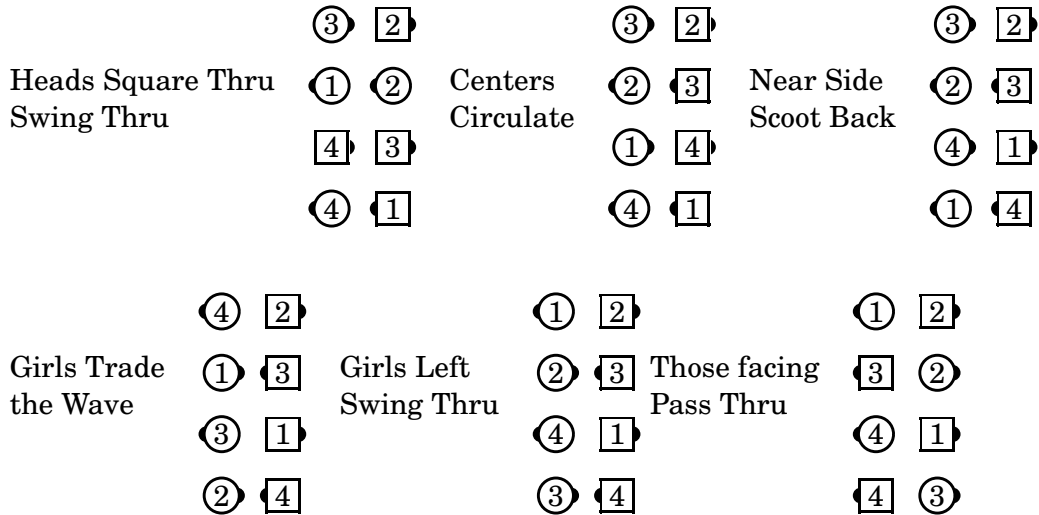 3 2 3 2 3 2
Heads Square Thru 1 2 Centers 2 3 Near Side 2 3
Swing Thru Circulate Scoot Back
4 3 1 4 4 1
4 1 4 1 1 4
4 2 1 2 1 2
Girls Trade 1 3 Girls Left 2 3 Those facing 3 2
the Wave Swing Thru Pass Thru
3 1 4 1 4 1
2 4 3 4 4 3